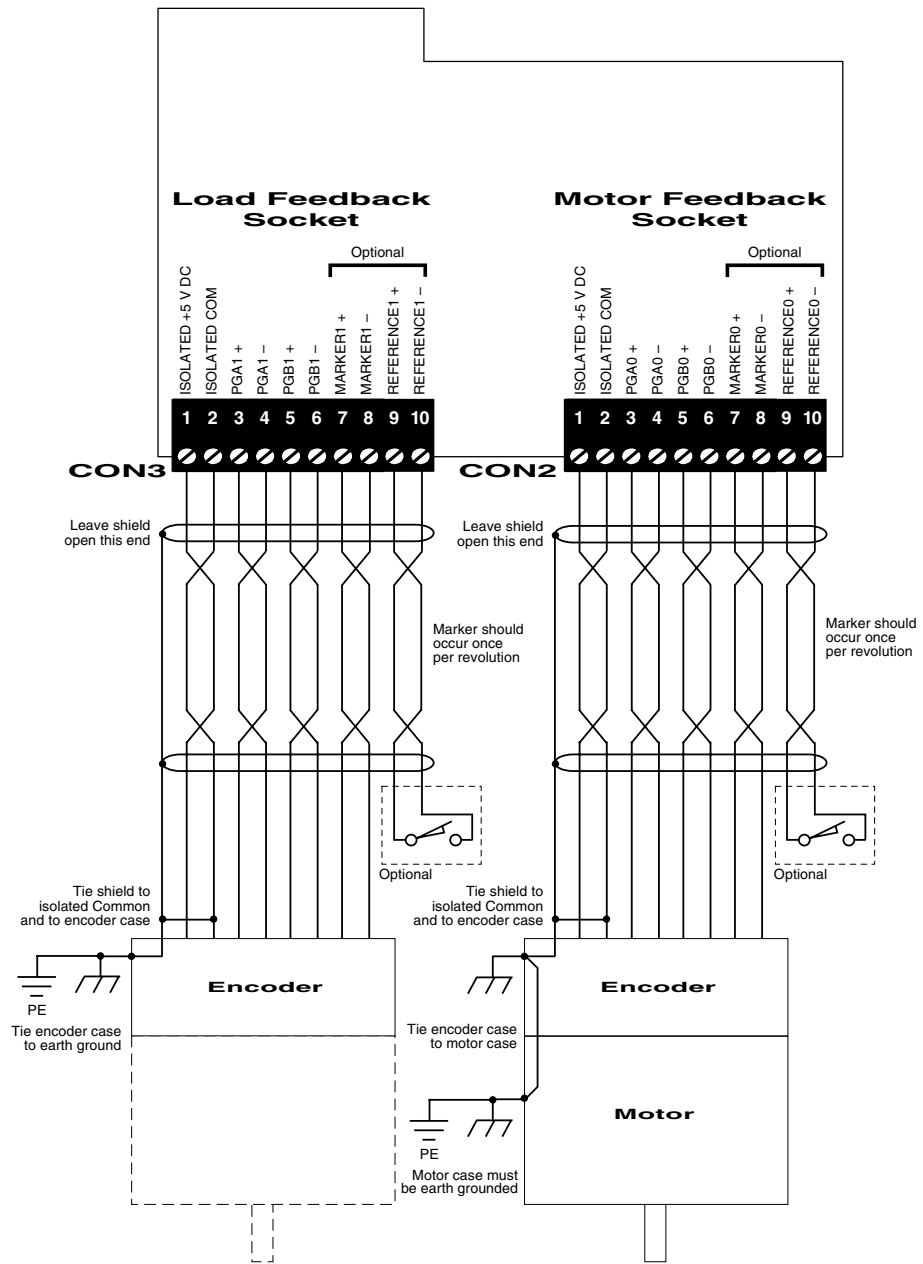 Load Feedback
Socket
Optional
ISOLATED +5 V DC
ISOLATED COM
PGA1 +
PGA1 –
PGB1 +
PGB1 –
MARKER1 +
MARKER1 –
REFERENCE1 +
REFERENCE1 –
1 2 3 4 5 6 7 8 9 10
CON3
Motor Feedback
Socket
Optional
ISOLATED +5 V DC
ISOLATED COM
PGA0 +
PGA0 –
PGB0 +
PGB0 –
MARKER0 +
MARKER0 –
REFERENCE0 +
REFERENCE0 –
1 2 3 4 5 6 7 8 9 10
CON2
Leave shield
open this end
Marker should
occur once
per revolution
Optional
Tie shield to
isolated Common
and to encoder case
Encoder
PE
Tie encoder case
to earth ground
Leave shield
open this end
Marker should
occur once
per revolution
Optional
Tie shield to
isolated Common
and to encoder case
Encoder
Tie encoder case
to motor case
Motor
PE
Motor case must
be earth grounded